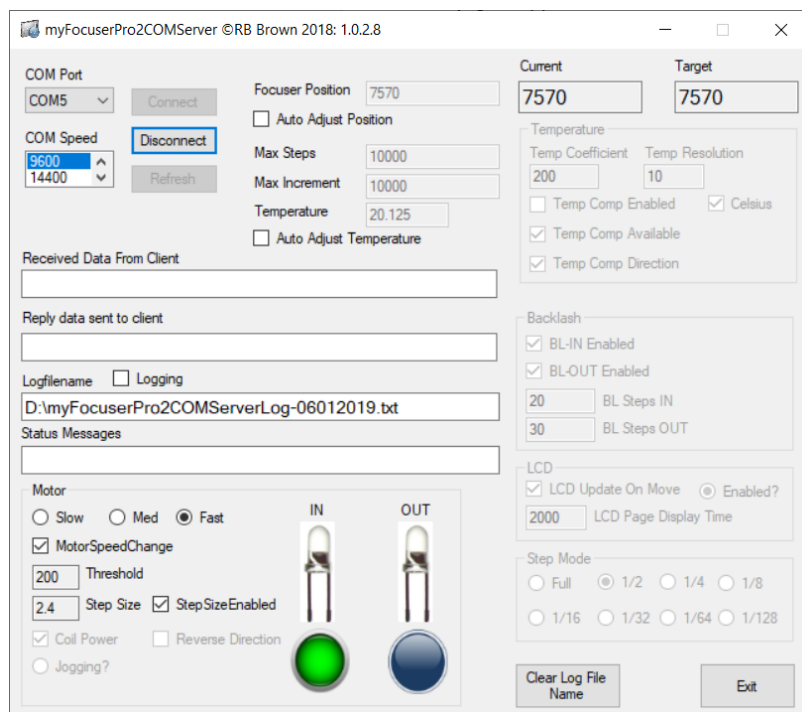 myFocuserPro2COMServer ©RB Brown 2018: 1.0.2.8
COM Port
COM5
Connect
COM Speed
9600
14400
Disconnect
Refresh
Focuser Position 7570
Auto Adjust Position
Max Steps 10000
Max Increment 10000
Temperature 20.125
Auto Adjust Temperature
Received Data From Client
Reply data sent to client
Logfilename Logging
D:\myFocuserPro2COMServerLog-06012019.txt
Status Messages
Motor
Slow Med Fast
MotorSpeedChange
200 Threshold
2.4 Step Size StepSizeEnabled
Coil Power Reverse Direction
Jogging?
IN OUT
Current Target
7570 7570
Temperature
Temp Coefficient Temp Resolution
200 10
Temp Comp Enabled Celsius
Temp Comp Available
Temp Comp Direction
Backlash
BL-IN Enabled
BL-OUT Enabled
20 BL Steps IN
30 BL Steps OUT
LCD
LCD Update On Move Enabled?
2000 LCD Page Display Time
Step Mode
Full 1/2 1/4 1/8
1/16 1/32 1/64 1/128
Clear Log File
Name
Exit